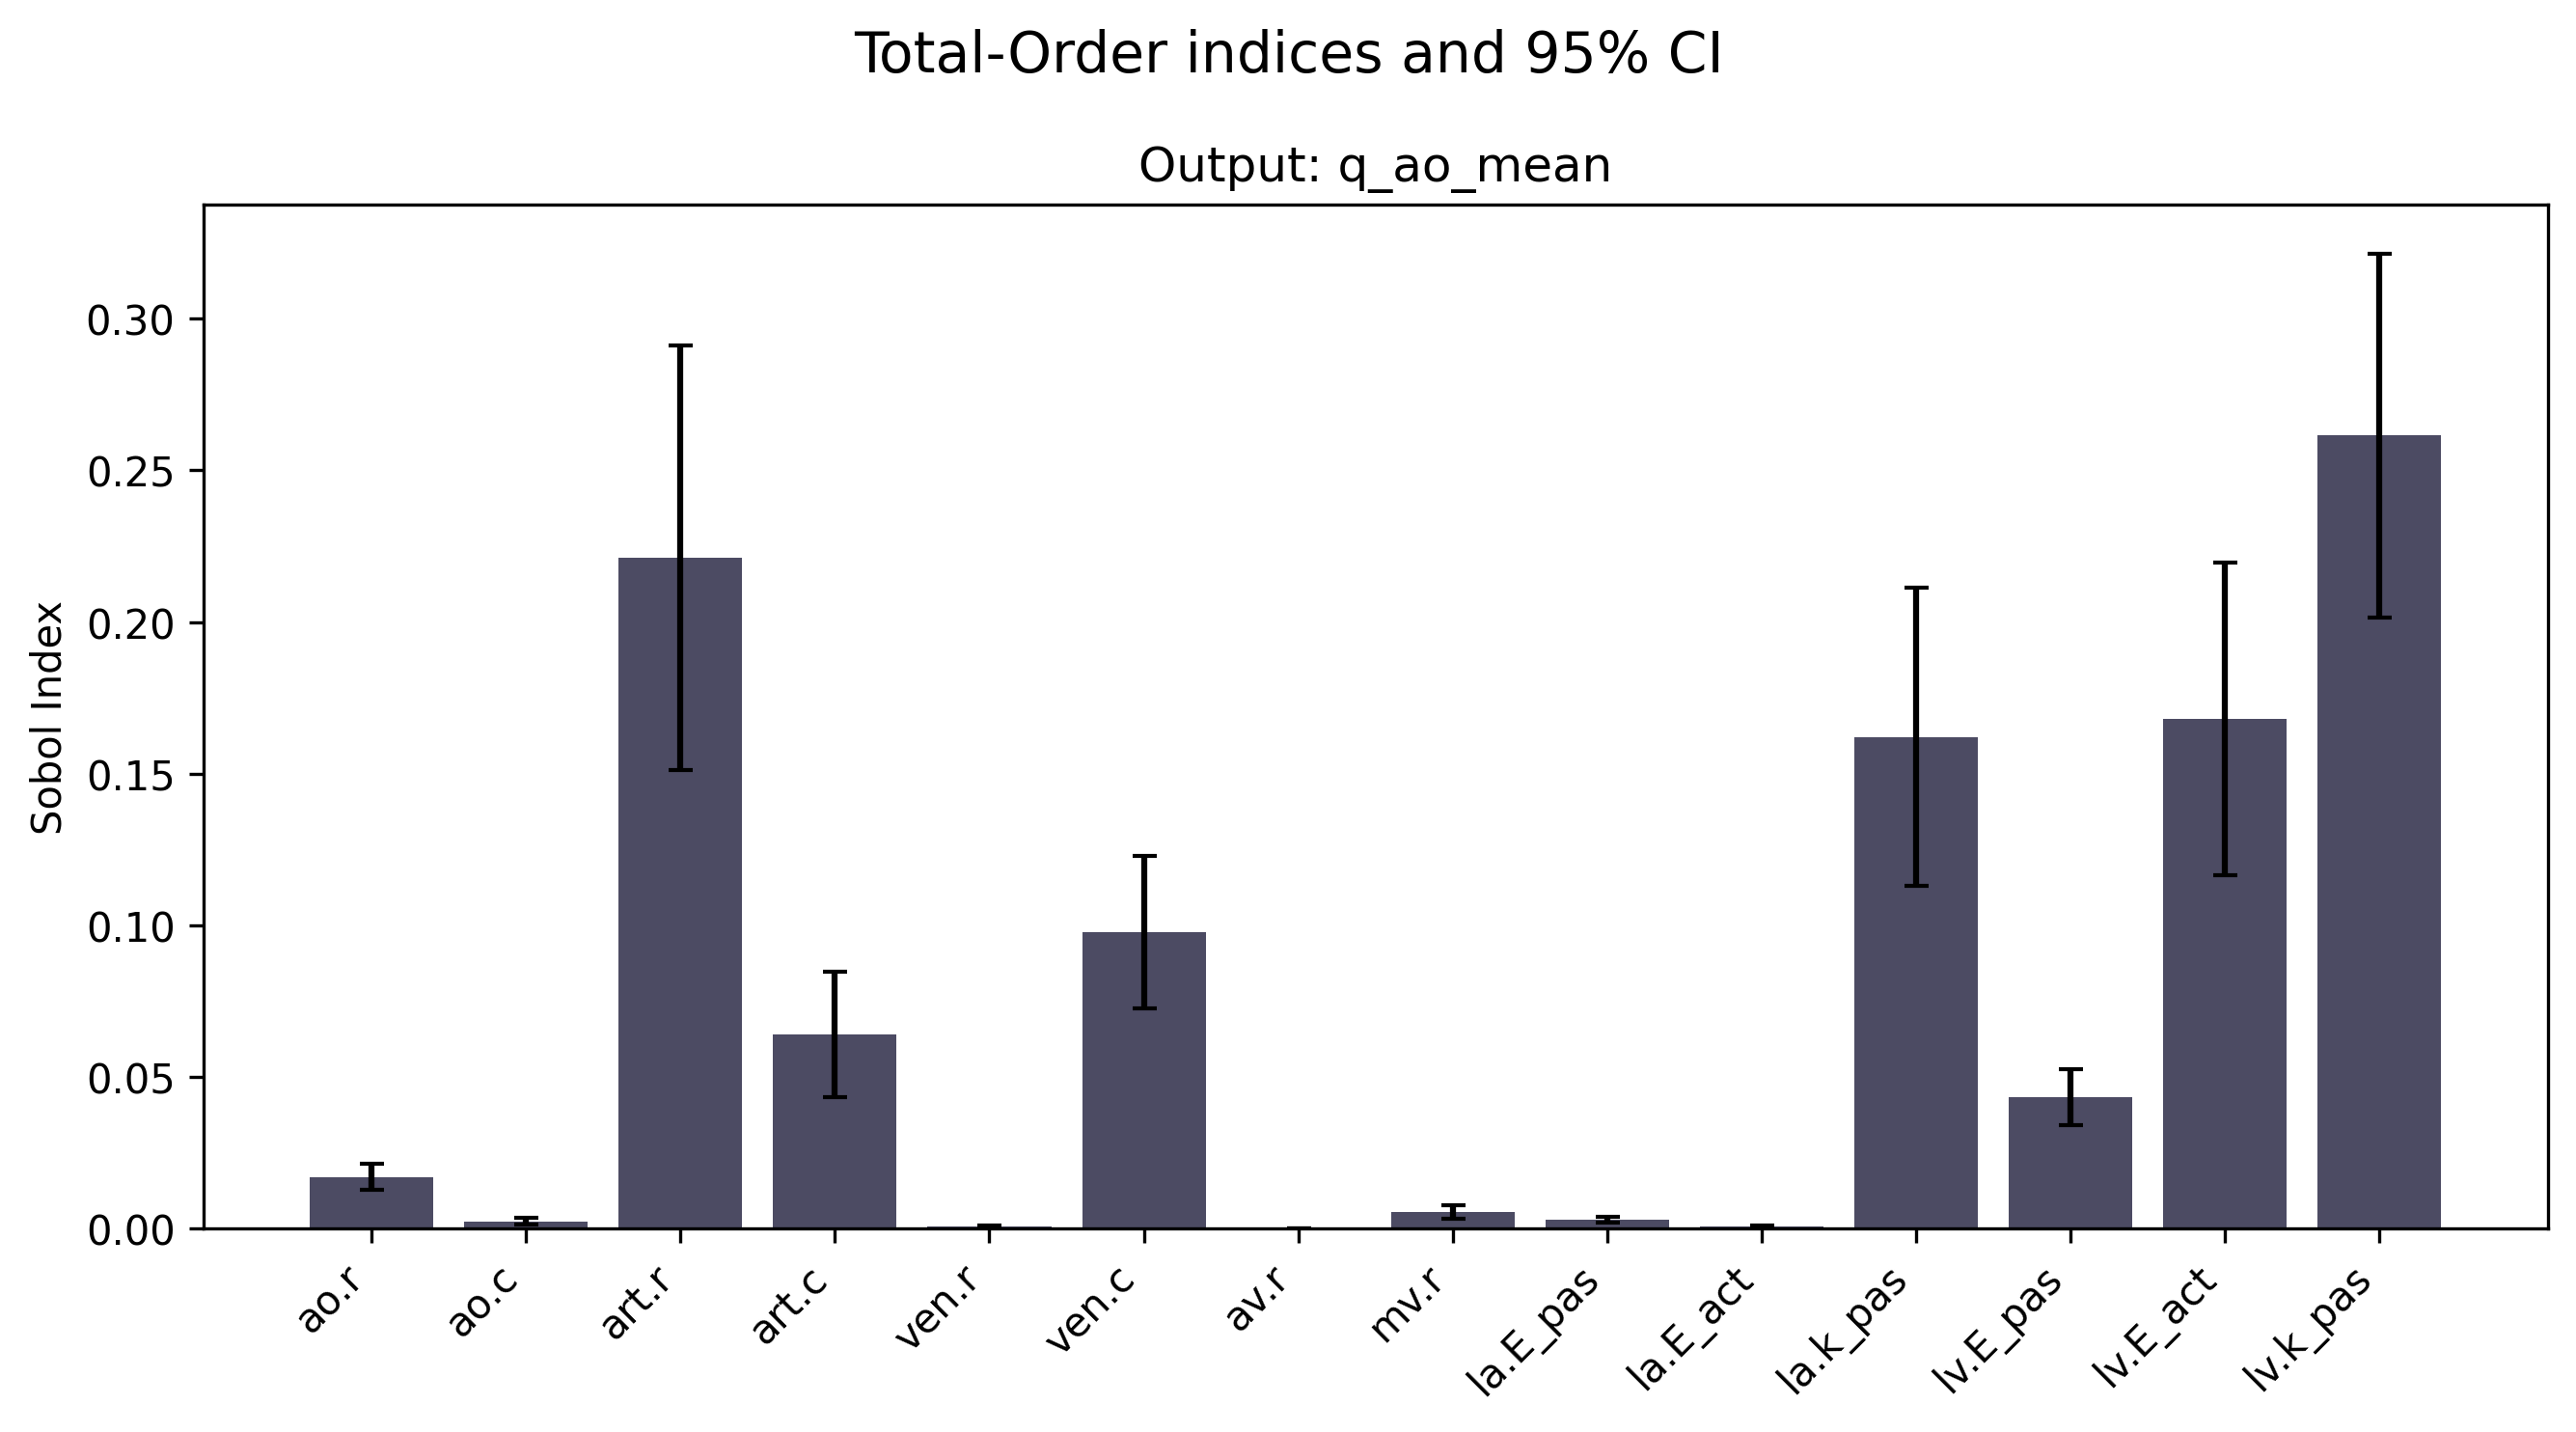 Total-Order indices and 95% CI
Output: q_ao_mean
Sobol Index
0.30
0.25
0.20
0.15
0.10
0.05
0.00
ao.r
ao.c
art.r
art.c
ven.r
ven.c
av.r
mv.r
la.E_pas
la.E_act
la.k_pas
lv.E_pas
lv.E_act
lv.k_pas